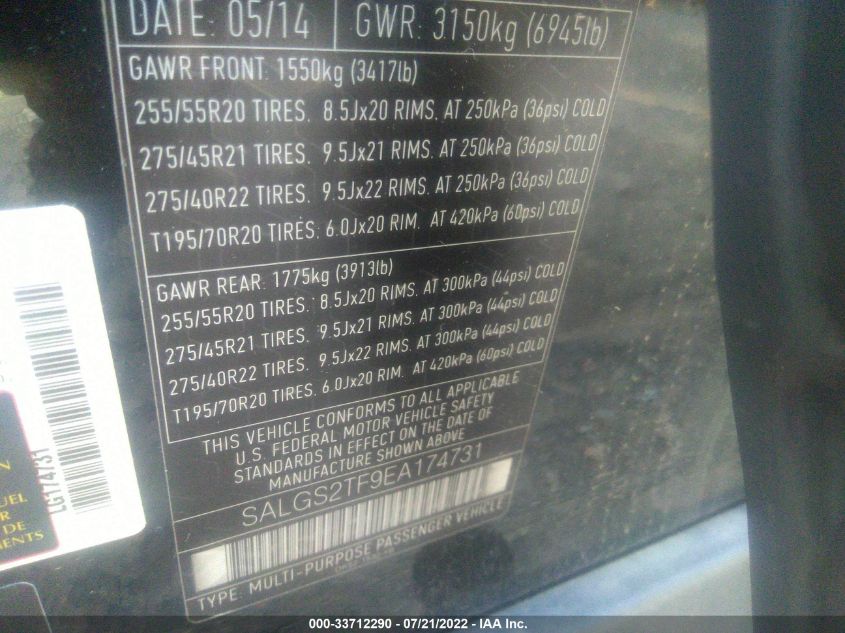 DATE: 05/14 GWR: 3150kg (6945lb)
GAWR FRONT: 1550kg (3417lb)
255/55R20 TIRES. 8.5Jx20 RIMS. AT 250kPa (36psi) COLD
275/45R21 TIRES. 9.5Jx21 RIMS. AT 250kPa (36psi) COLD
275/40R22 TIRES. 9.5Jx22 RIMS. AT 250kPa (36psi) COLD
T195/70R20 TIRES: 6.0Jx20 RIM. AT 420kPa (60psi) COLD
GAWR REAR: 1775kg (3913lb)
255/55R20 TIRES. 8.5Jx20 RIMS. AT 300kPa (44psi) COLD
275/45R21 TIRES. 9.5Jx21 RIMS. AT 300kPa (44psi) COLD
275/40R22 TIRES. 9.5Jx22 RIMS. AT 300kPa (44psi) COLD
T195/70R20 TIRES: 6.0Jx20 RIM. AT 420kPa (60psi) COLD
THIS VEHICLE CONFORMS TO ALL APPLICABLE
U.S. FEDERAL MOTOR VEHICLE SAFETY
STANDARDS IN EFFECT ON THE DATE OF
MANUFACTURE SHOWN ABOVE
SALGS2TF9EA174731
TYPE: MULTI-PURPOSE PASSENGER VEHICLE
LG174731
N
UEL
R
DE
MENTS
000-33712290 - 07/21/2022 - IAA Inc.